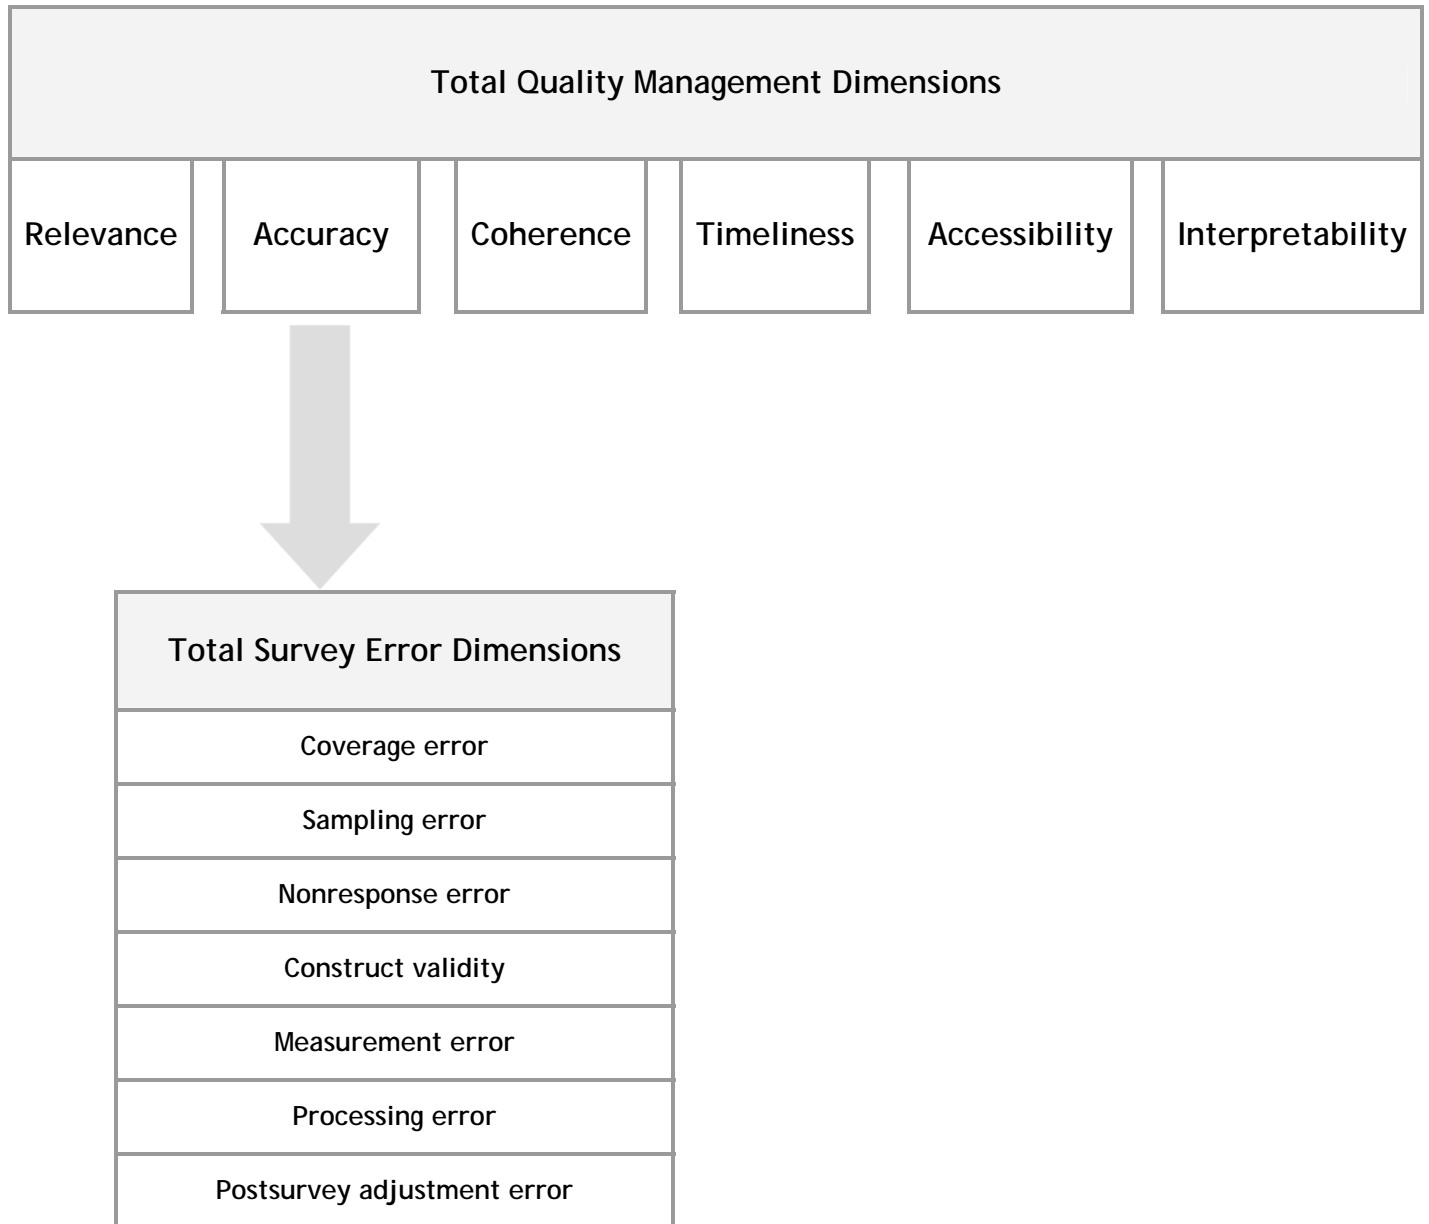 Total Quality Management Dimensions
Relevance
Accuracy
Coherence
Timeliness
Accessibility
Interpretability
Total Survey Error Dimensions
Coverage error
Sampling error
Nonresponse error
Construct validity
Measurement error
Processing error
Postsurvey adjustment error